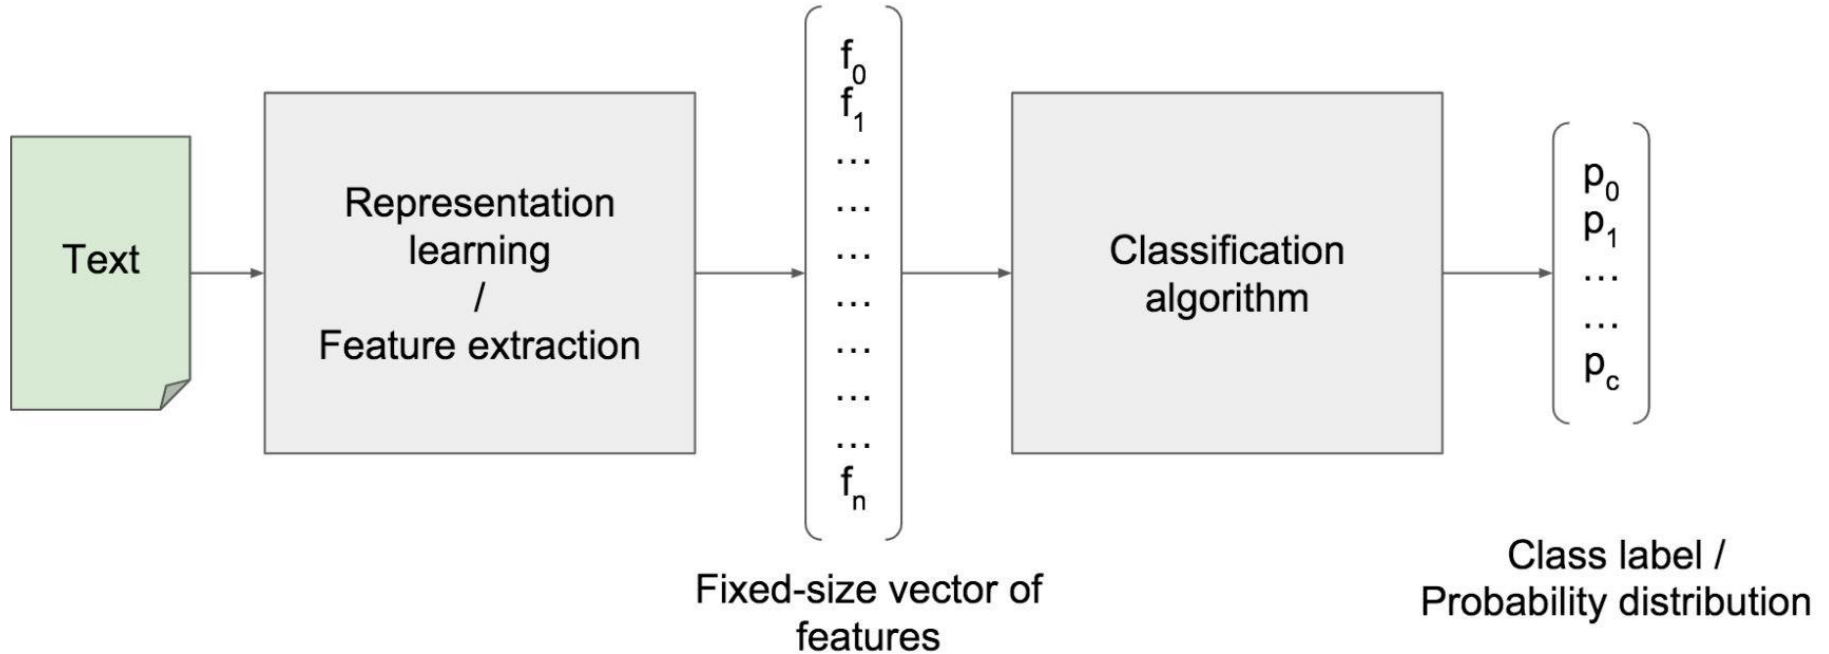 Text
Representation
learning
/
Feature extraction
f₀
f₁
...
...
...
...
...
...
...
fₙ
Fixed-size vector of
features
Classification
algorithm
p₀
p₁
...
...
p_c
Class label /
Probability distribution